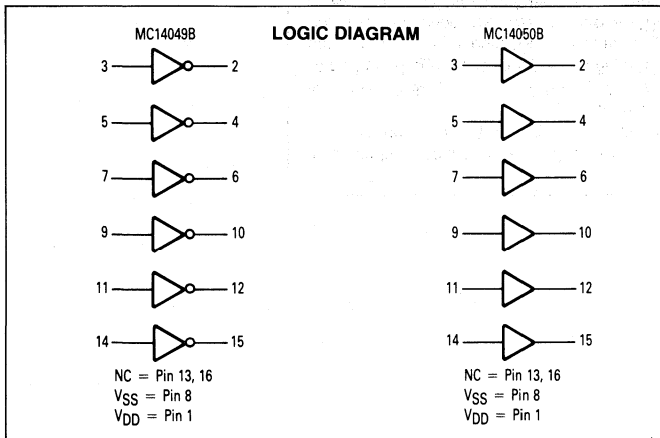 LOGIC DIAGRAM
MC14049B
3 2
5 4
7 6
9 10
11 12
14 15
NC = Pin 13, 16
VSS = Pin 8
VDD = Pin 1
MC14050B
3 2
5 4
7 6
9 10
11 12
14 15
NC = Pin 13, 16
VSS = Pin 8
VDD = Pin 1